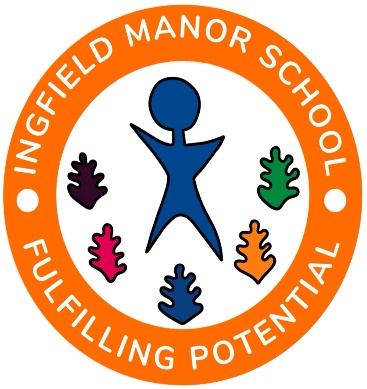 INGFIELD MANOR SCHOOL
FULFILLING POTENTIAL